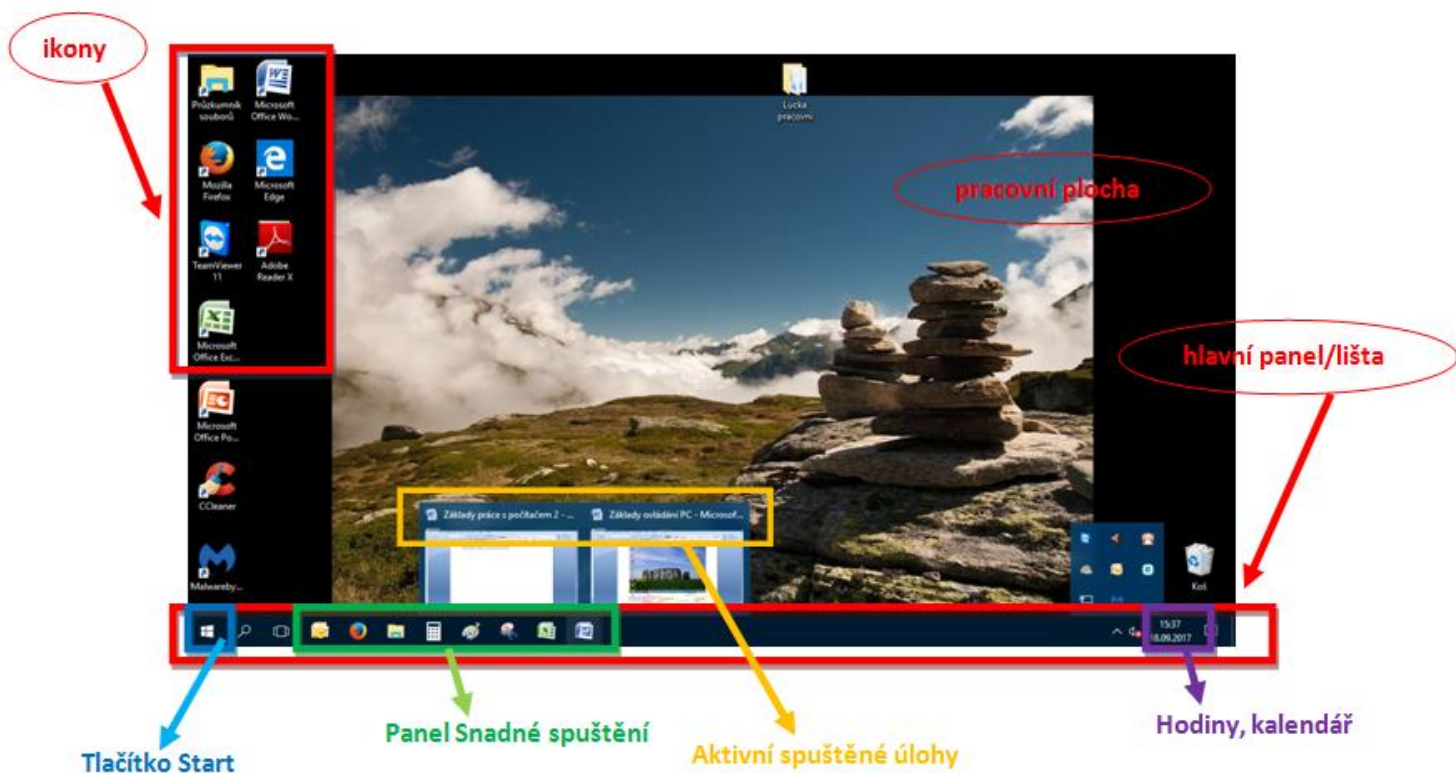 ikony
Průzkumník
souborů
Microsoft
Office Wo...
Mozilla
Firefox
Microsoft
Edge
TeamViewer
11
Adobe
Reader X
Microsoft
Office Exc...
Microsoft
Office Po...
CCleaner
Malwareby...
Lucka
pracovní
pracovní plocha
hlavní panel/lišta
Základy práce s počítačem 2 - ...
Základy ovládání PC - Microsof...
Koš
15:37
18.09.2017
Tlačítko Start
Panel Snadné spuštění
Aktivní spuštěné úlohy
Hodiny, kalendář